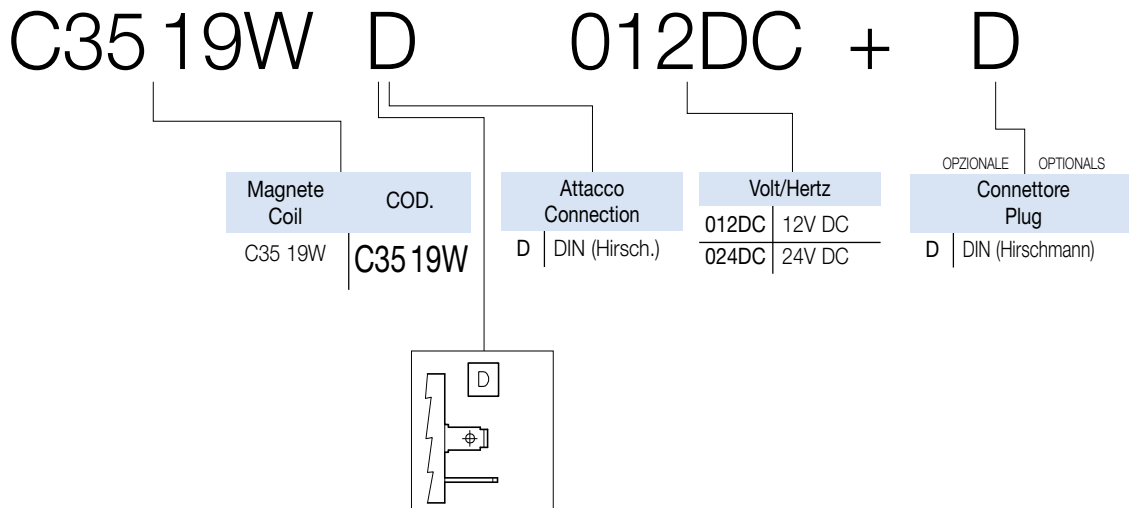 C35 19W D 012DC + D
OPZIONALE OPTIONALS
Magnete
Coil
COD.
C35 19W
C35 19W
Attacco
Connection
D DIN (Hirsch.)
Volt/Hertz
012DC 12V DC
024DC 24V DC
Connettore
Plug
D DIN (Hirschmann)
D